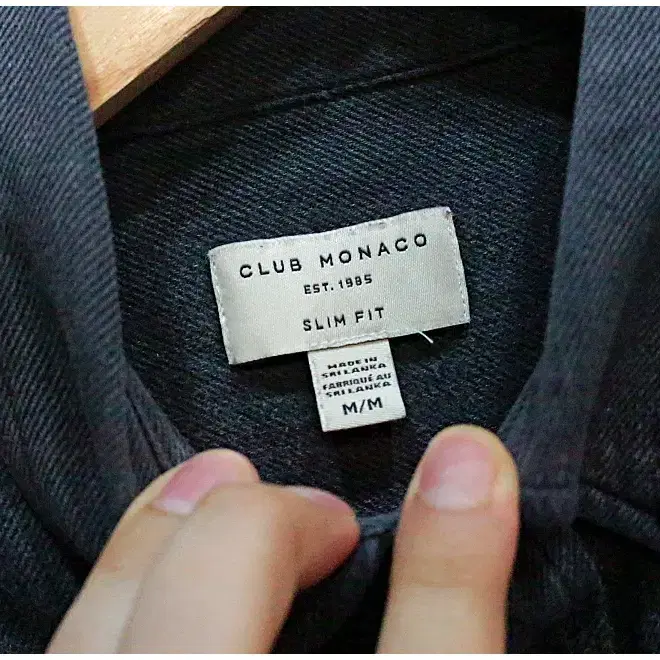 CLUB MONACO
EST. 1985
SLIM FIT
MADE IN
SRI LANKA
FABRIQUÉ AU
SRI LANKA
M/M